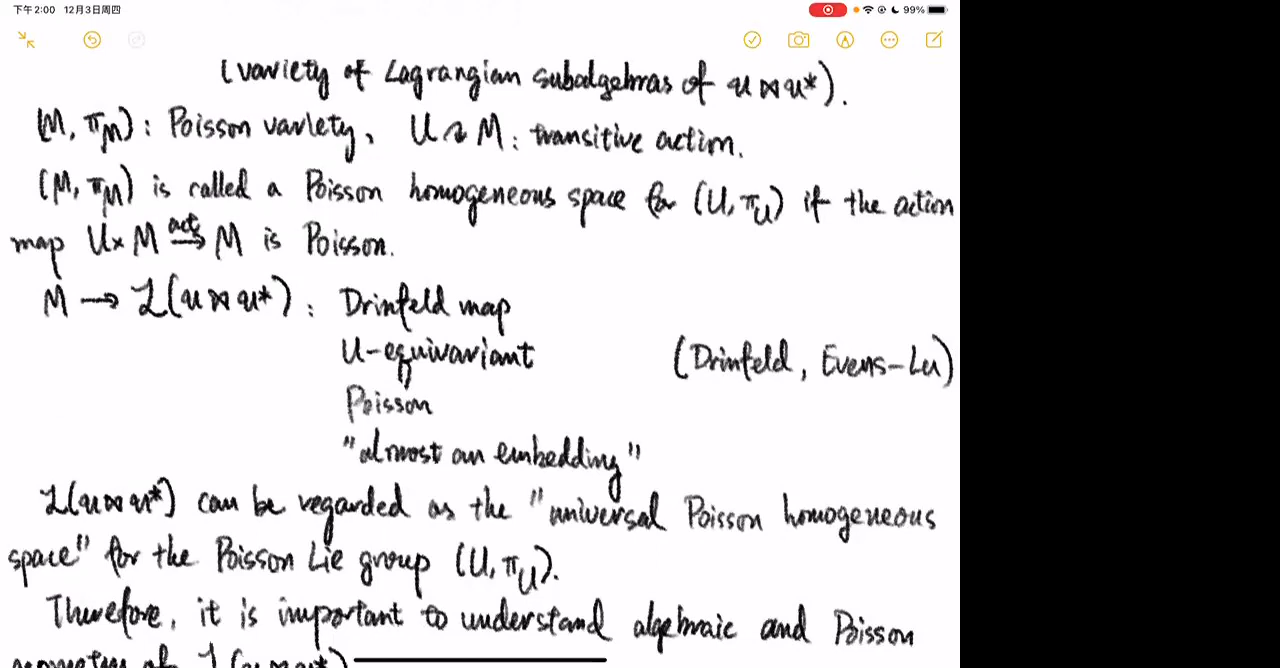 下午2:00 12月3日周四 99%
(variety of Lagrangian subalgebras of 𝔲 ⋈ 𝔲*).
(M, π_M) : Poisson variety, U ↷ M : transitive action.
(M, π_M) is called a Poisson homogeneous space for (U, π_U) if the action
map U × M →^{act} M is Poisson.
M → ℒ(𝔲 ⋈ 𝔲*) : Drinfeld map
U-equivariant (Drinfeld, Evens-Lu)
Poisson
"almost an embedding"
ℒ(𝔲 ⋈ 𝔲*) can be regarded as the "universal Poisson homogeneous
space" for the Poisson Lie group (U, π_U).
Therefore, it is important to understand algebraic and Poisson
geometry of ℒ(𝔲 ⋈ 𝔲*)